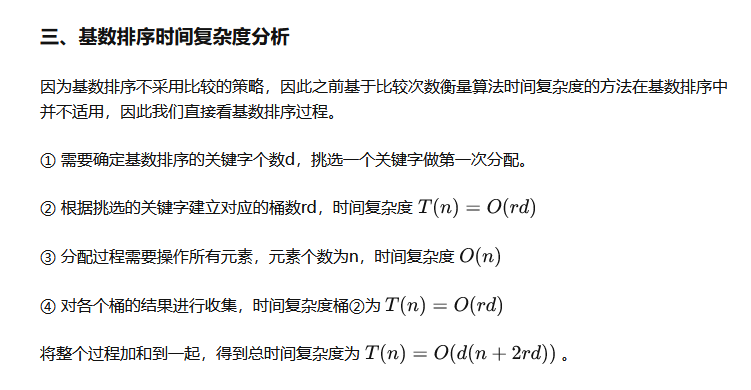 三、基数排序时间复杂度分析
因为基数排序不采用比较的策略，因此之前基于比较次数衡量算法时间复杂度的方法在基数排序中
并不适用，因此我们直接看基数排序过程。
① 需要确定基数排序的关键字个数d，挑选一个关键字做第一次分配。
② 根据挑选的关键字建立对应的桶数rd，时间复杂度 T(n) = O(rd)
③ 分配过程需要操作所有元素，元素个数为n，时间复杂度 O(n)
④ 对各个桶的结果进行收集，时间复杂度桶②为 T(n) = O(rd)
将整个过程加和到一起，得到总时间复杂度为 T(n) = O(d(n + 2rd)) 。